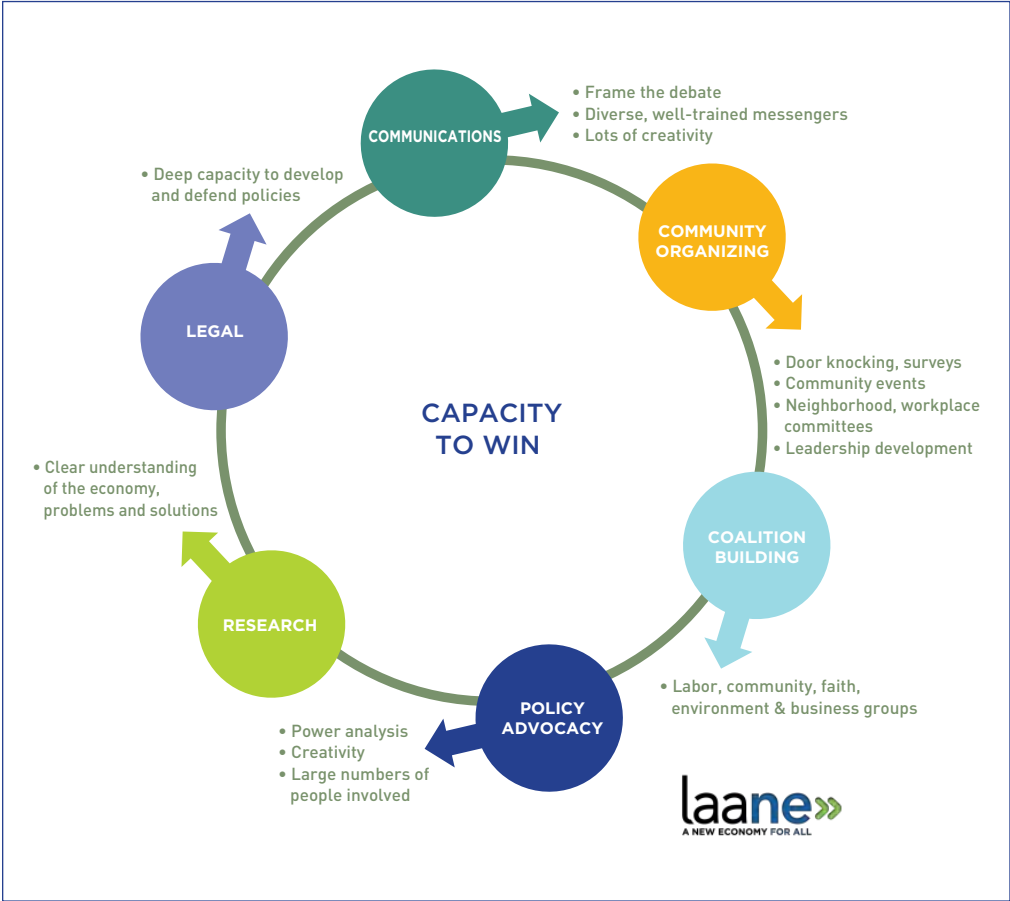 COMMUNICATIONS
• Frame the debate
• Diverse, well-trained messengers
• Lots of creativity
COMMUNITY
ORGANIZING
• Door knocking, surveys
• Community events
• Neighborhood, workplace
committees
• Leadership development
COALITION
BUILDING
• Labor, community, faith,
environment & business groups
POLICY
ADVOCACY
• Power analysis
• Creativity
• Large numbers of
people involved
RESEARCH
• Clear understanding
of the economy,
problems and solutions
LEGAL
• Deep capacity to develop
and defend policies
CAPACITY
TO WIN
laane
A NEW ECONOMY FOR ALL